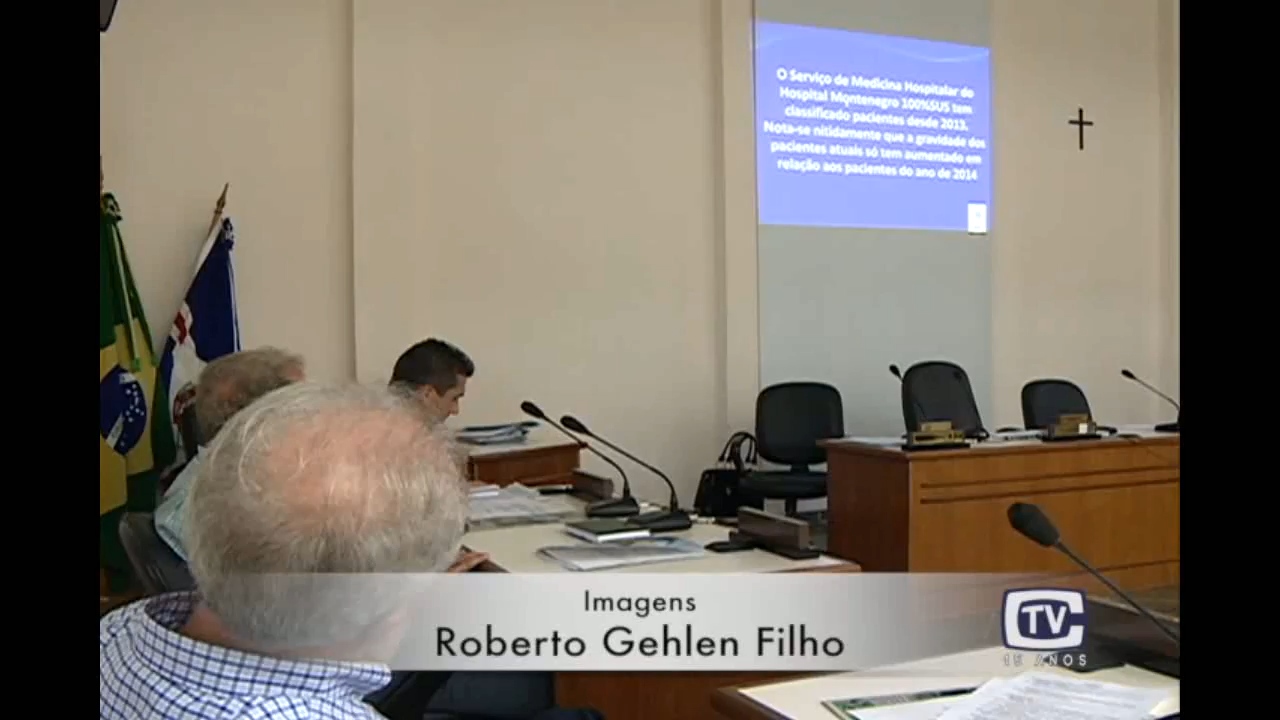 O Serviço de Medicina Hospitalar do
Hospital Montenegro 100%SUS tem
classificado pacientes desde 2013.
Nota-se nitidamente que a gravidade dos
pacientes atuais só tem aumentado em
relação aos pacientes do ano de 2014
Imagens
Roberto Gehlen Filho
TVC
15 ANOS